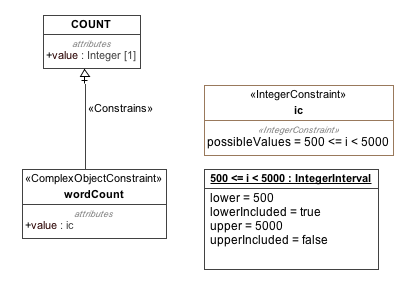 COUNT
attributes
+value : Integer [1]
«Constrains»
«ComplexObjectConstraint»
wordCount
attributes
+value : ic
«IntegerConstraint»
ic
«IntegerConstraint»
possibleValues = 500 <= i < 5000
500 <= i < 5000 : IntegerInterval
lower = 500
lowerIncluded = true
upper = 5000
upperIncluded = false